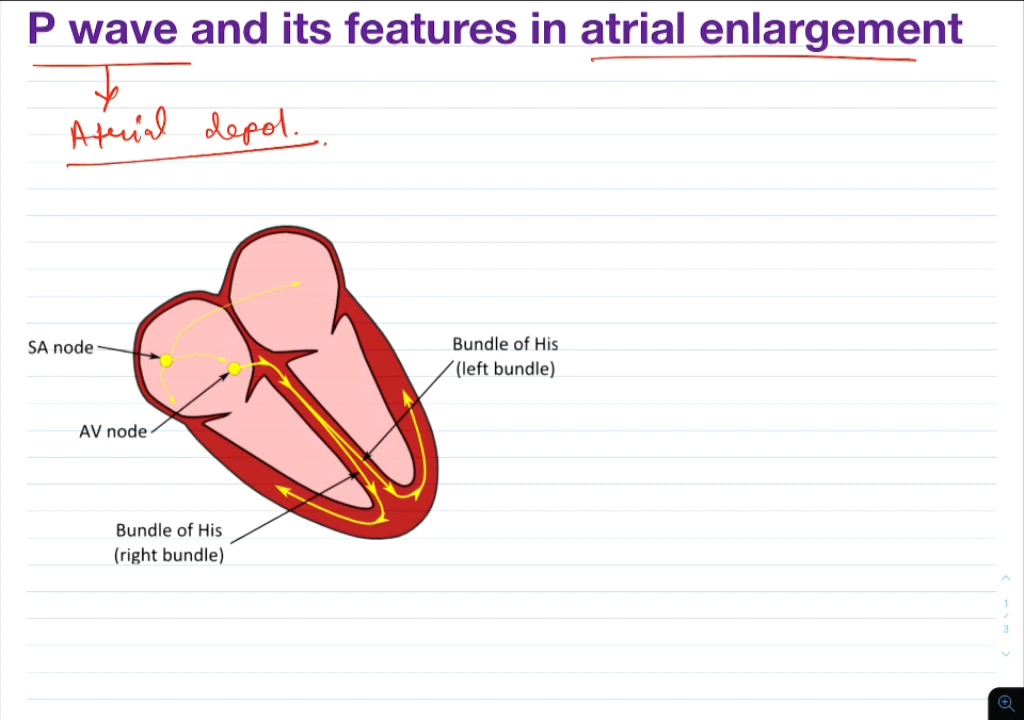 P wave and its features in atrial enlargement
Aterial depol.
SA node
Bundle of His
(left bundle)
AV node
Bundle of His
(right bundle)
1
/
3